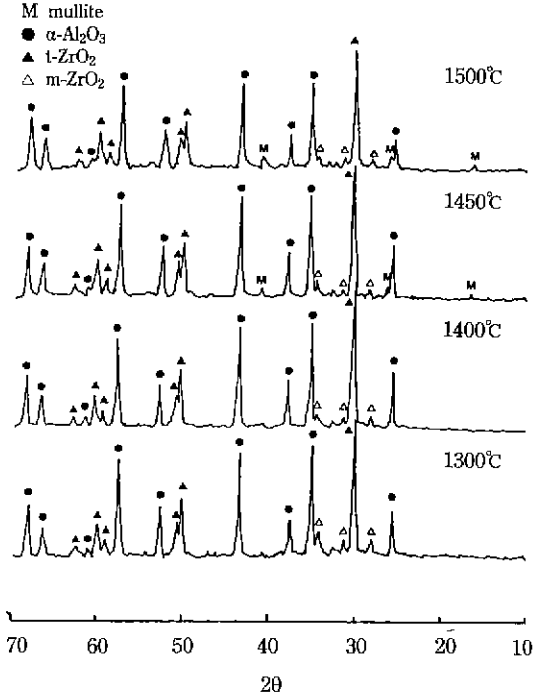 M mullite
● α-Al₂O₃
▲ t-ZrO₂
△ m-ZrO₂
1500℃
M
M
M
1450℃
M
M
M
1400℃
1300℃
70 60 50 40 30 20 10
2θ